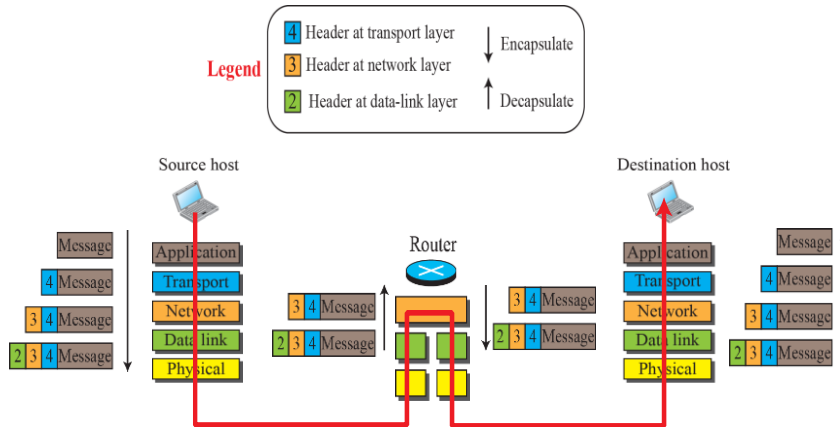 4 Header at transport layer
Encapsulate
Legend
3 Header at network layer
2 Header at data-link layer
Decapsulate
Source host
Destination host
Router
Message
4 Message
3 4 Message
2 3 4 Message
Application
Transport
Network
Data link
Physical
3 4 Message
2 3 4 Message
3 4 Message
2 3 4 Message
Application
Transport
Network
Data link
Physical
Message
4 Message
3 4 Message
2 3 4 Message